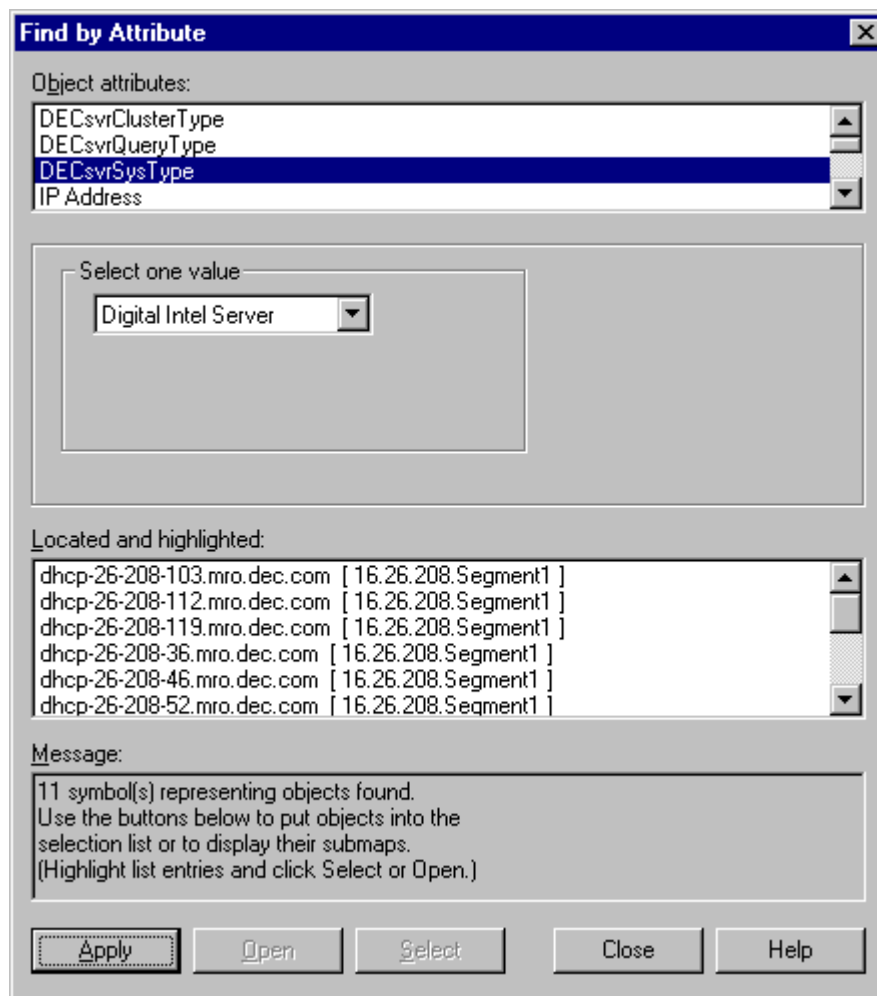 Find by Attribute
Object attributes:
DECsvrClusterType
DECsvrQueryType
DECsvrSysType
IP Address
Select one value
Digital Intel Server
Located and highlighted:
dhcp-26-208-103.mro.dec.com [ 16.26.208.Segment1 ]
dhcp-26-208-112.mro.dec.com [ 16.26.208.Segment1 ]
dhcp-26-208-119.mro.dec.com [ 16.26.208.Segment1 ]
dhcp-26-208-36.mro.dec.com [ 16.26.208.Segment1 ]
dhcp-26-208-46.mro.dec.com [ 16.26.208.Segment1 ]
dhcp-26-208-52.mro.dec.com [ 16.26.208.Segment1 ]
Message:
11 symbol(s) representing objects found.
Use the buttons below to put objects into the
selection list or to display their submaps.
(Highlight list entries and click Select or Open.)
Apply Open Select Close Help